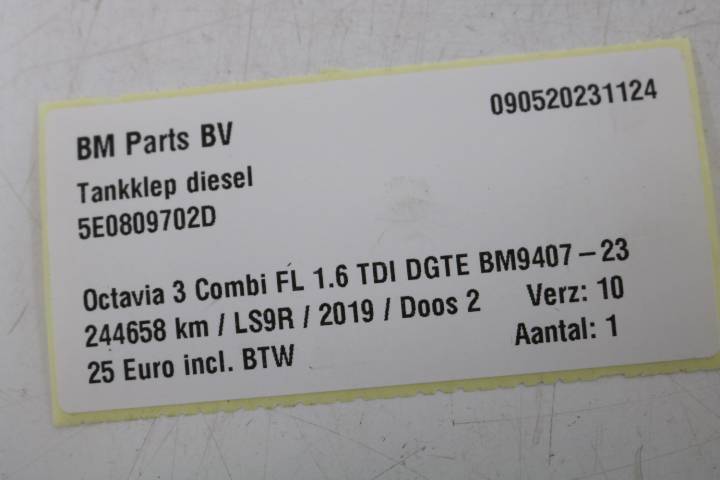 BM Parts BV 090520231124
Tankklep diesel
5E0809702D
Octavia 3 Combi FL 1.6 TDI DGTE BM9407-23
244658 km / LS9R / 2019 / Doos 2 Verz: 10
25 Euro incl. BTW Aantal: 1